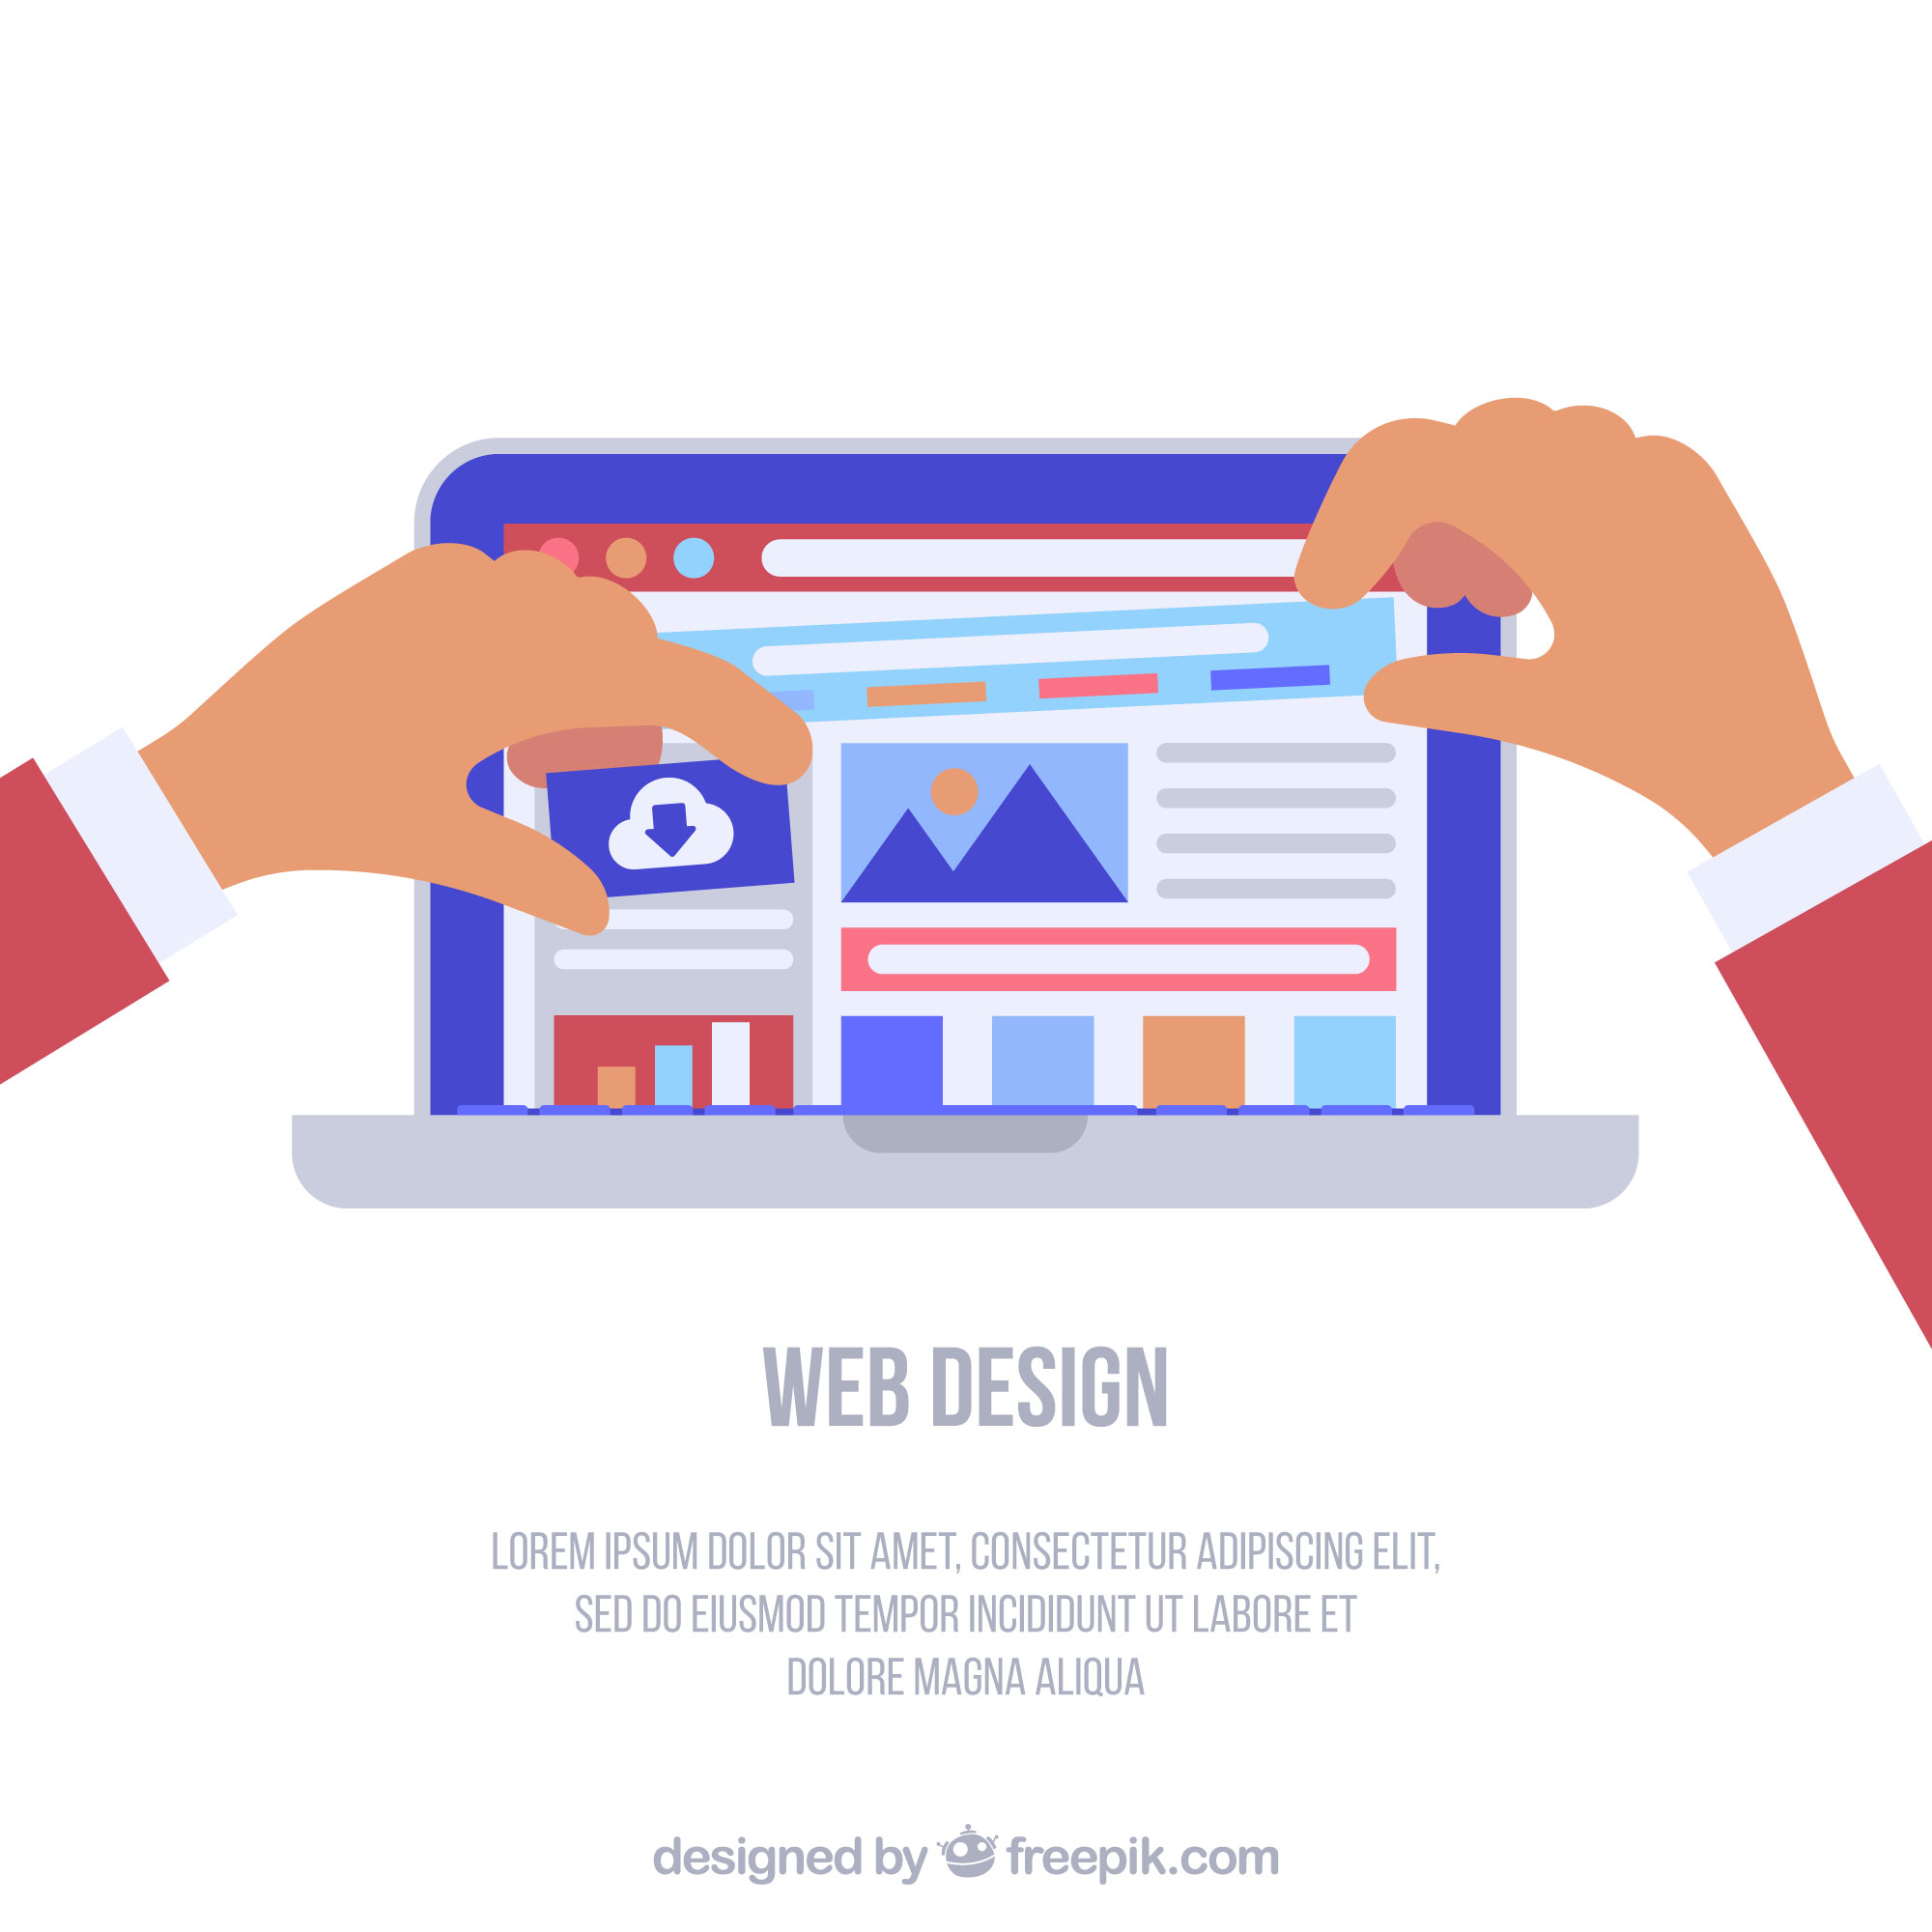 WEB DESIGN
LOREM IPSUM DOLOR SIT AMET, CONSECTETUR ADIPISCING ELIT,
SED DO EIUSMOD TEMPOR INCIDIDUNT UT LABORE ET
DOLORE MAGNA ALIQUA
designed by freepik.com